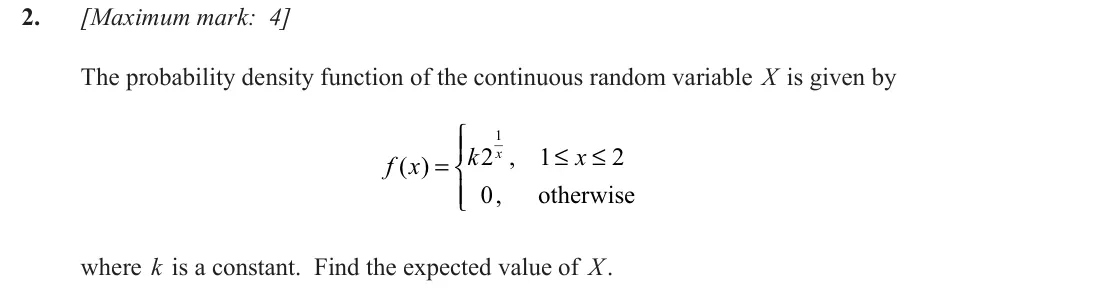 2. [Maximum mark: 4]
The probability density function of the continuous random variable X is given by
f(x) = { k2^{1/x}, 1 ≤ x ≤ 2
0, otherwise
where k is a constant. Find the expected value of X.